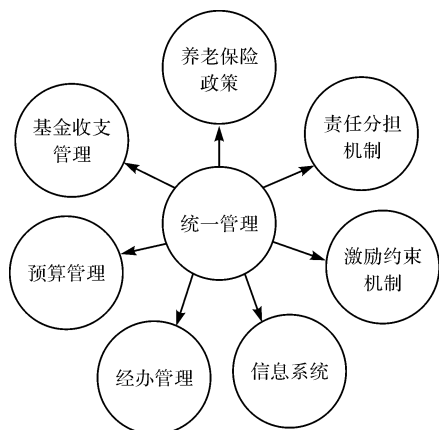 养老保险
政策
责任分担
机制
激励约束
机制
信息系统
经办管理
预算管理
基金收支
管理
统一管理